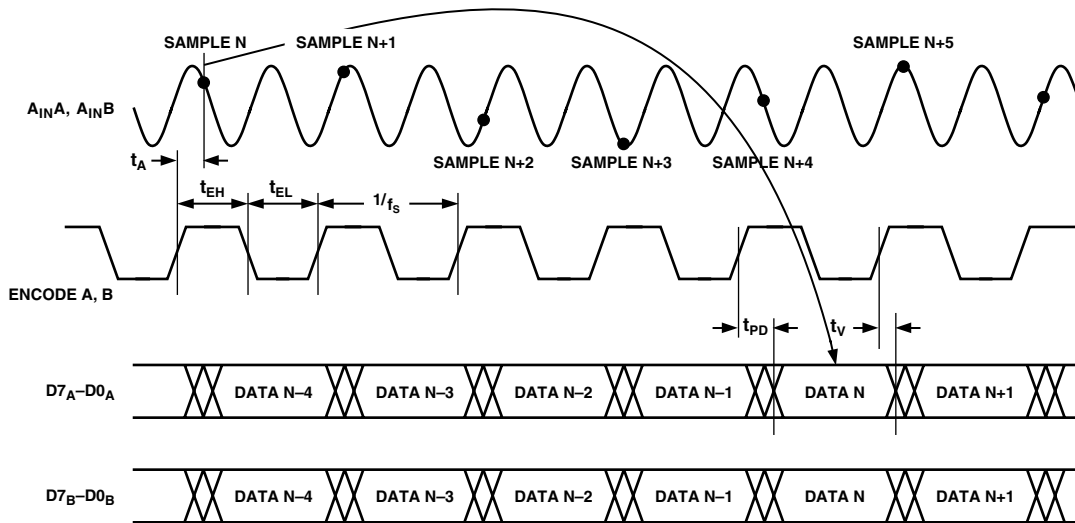 SAMPLE N
SAMPLE N+1
SAMPLE N+5
AINA, AINB
SAMPLE N+2
SAMPLE N+3
SAMPLE N+4
tA
tEH
tEL
1/fS
ENCODE A, B
tPD
tV
D7A–D0A
DATA N–4
DATA N–3
DATA N–2
DATA N–1
DATA N
DATA N+1
D7B–D0B
DATA N–4
DATA N–3
DATA N–2
DATA N–1
DATA N
DATA N+1